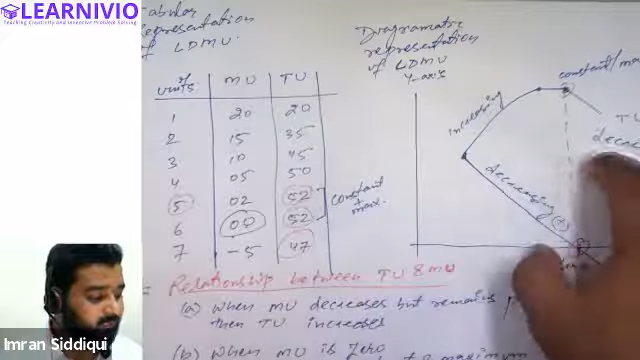 LEARNIVIO
Teaching Creativity and Inventive Problem Solving
Tabular
Representation
of LDMU.
Diagramatic
representation
of LDMU
Y-axis
constant/max
increasing
TU
decreasing (+)
units MU TU
1 20 20
2 15 35
3 10 45
4 05 50
5 02 52
6 00 52
7 -5 47
constant
+
max.
= Relationship between TU & MU
(a) When MU decreases but remains
then TU increases
(b) When MU is zero
Imran Siddiqui